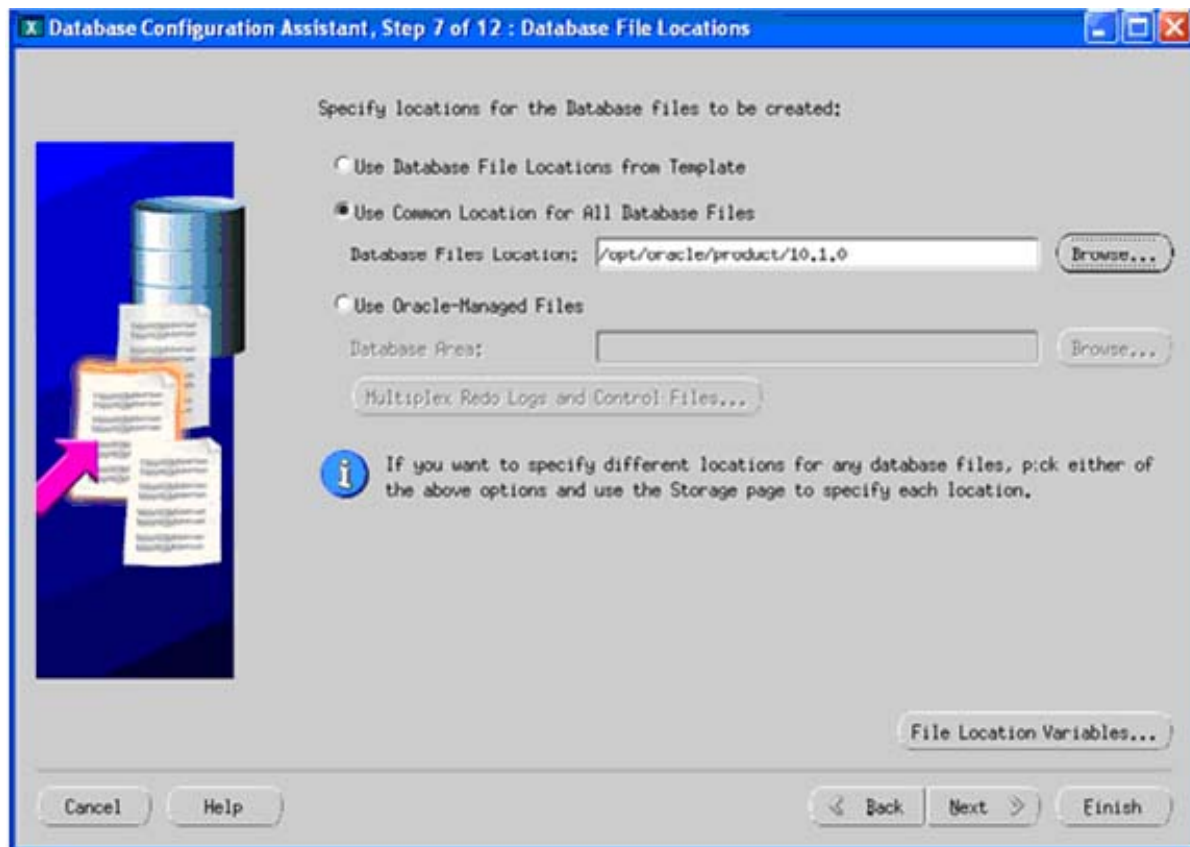 Database Configuration Assistant, Step 7 of 12 : Database File Locations
Specify locations for the Database files to be created:
Use Database File Locations from Template
Use Common Location for All Database Files
Database Files Location: /opt/oracle/product/10.1.0 Browse...
Use Oracle-Managed Files
Database Area: Browse...
Multiplex Redo Logs and Control Files...
If you want to specify different locations for any database files, pick either of
the above options and use the Storage page to specify each location.
File Location Variables...
Cancel Help Back Next Finish